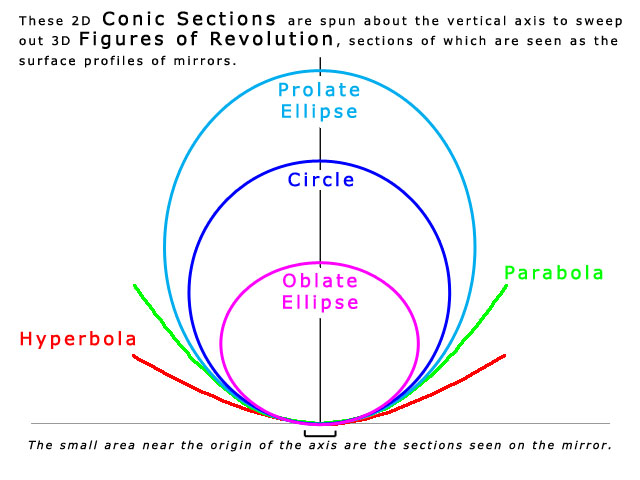 These 2D Conic Sections are spun about the vertical axis to sweep
out 3D Figures of Revolution, sections of which are seen as the
surface profiles of mirrors.
Prolate
Ellipse
Circle
Oblate
Ellipse
Parabola
Hyperbola
The small area near the origin of the axis are the sections seen on the mirror.